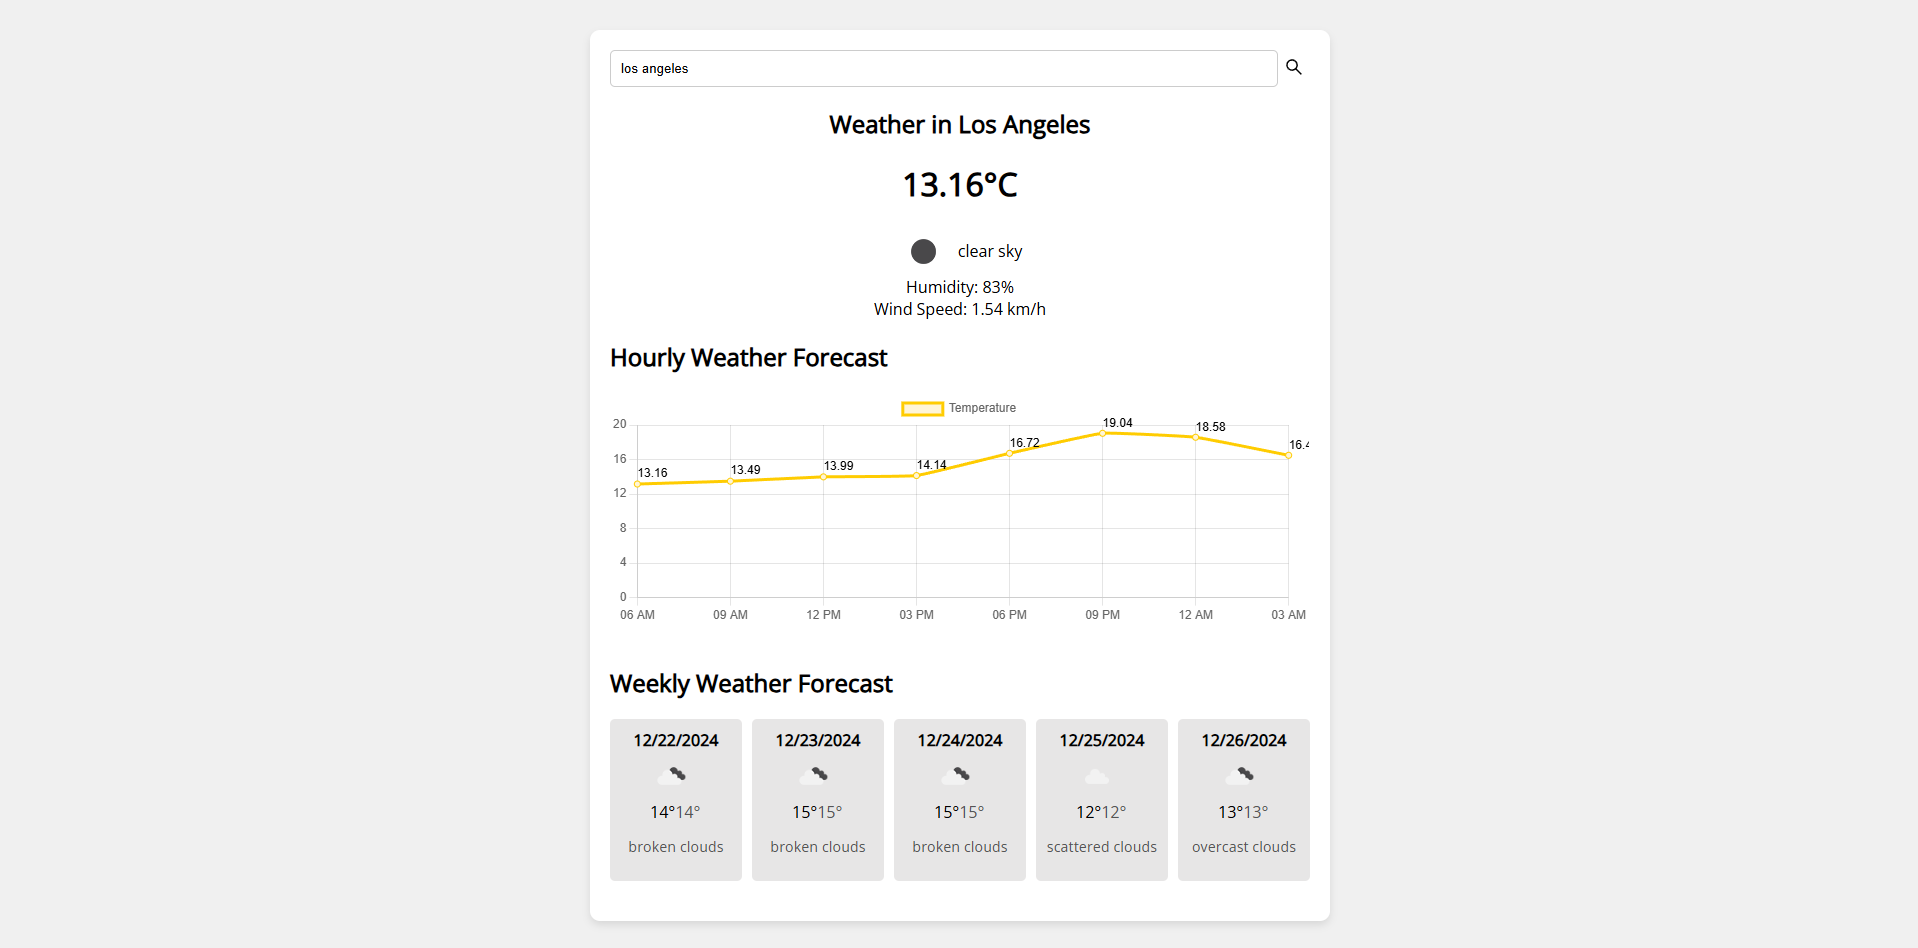 los angeles
Weather in Los Angeles
13.16°C
clear sky
Humidity: 83%
Wind Speed: 1.54 km/h
Hourly Weather Forecast
Temperature
20
16
12
8
4
0
13.16 13.49 13.99 14.14 16.72 19.04 18.58 16.4
06 AM 09 AM 12 PM 03 PM 06 PM 09 PM 12 AM 03 AM
Weekly Weather Forecast
12/22/2024 12/23/2024 12/24/2024 12/25/2024 12/26/2024
14°14° 15°15° 15°15° 12°12° 13°13°
broken clouds broken clouds broken clouds scattered clouds overcast clouds